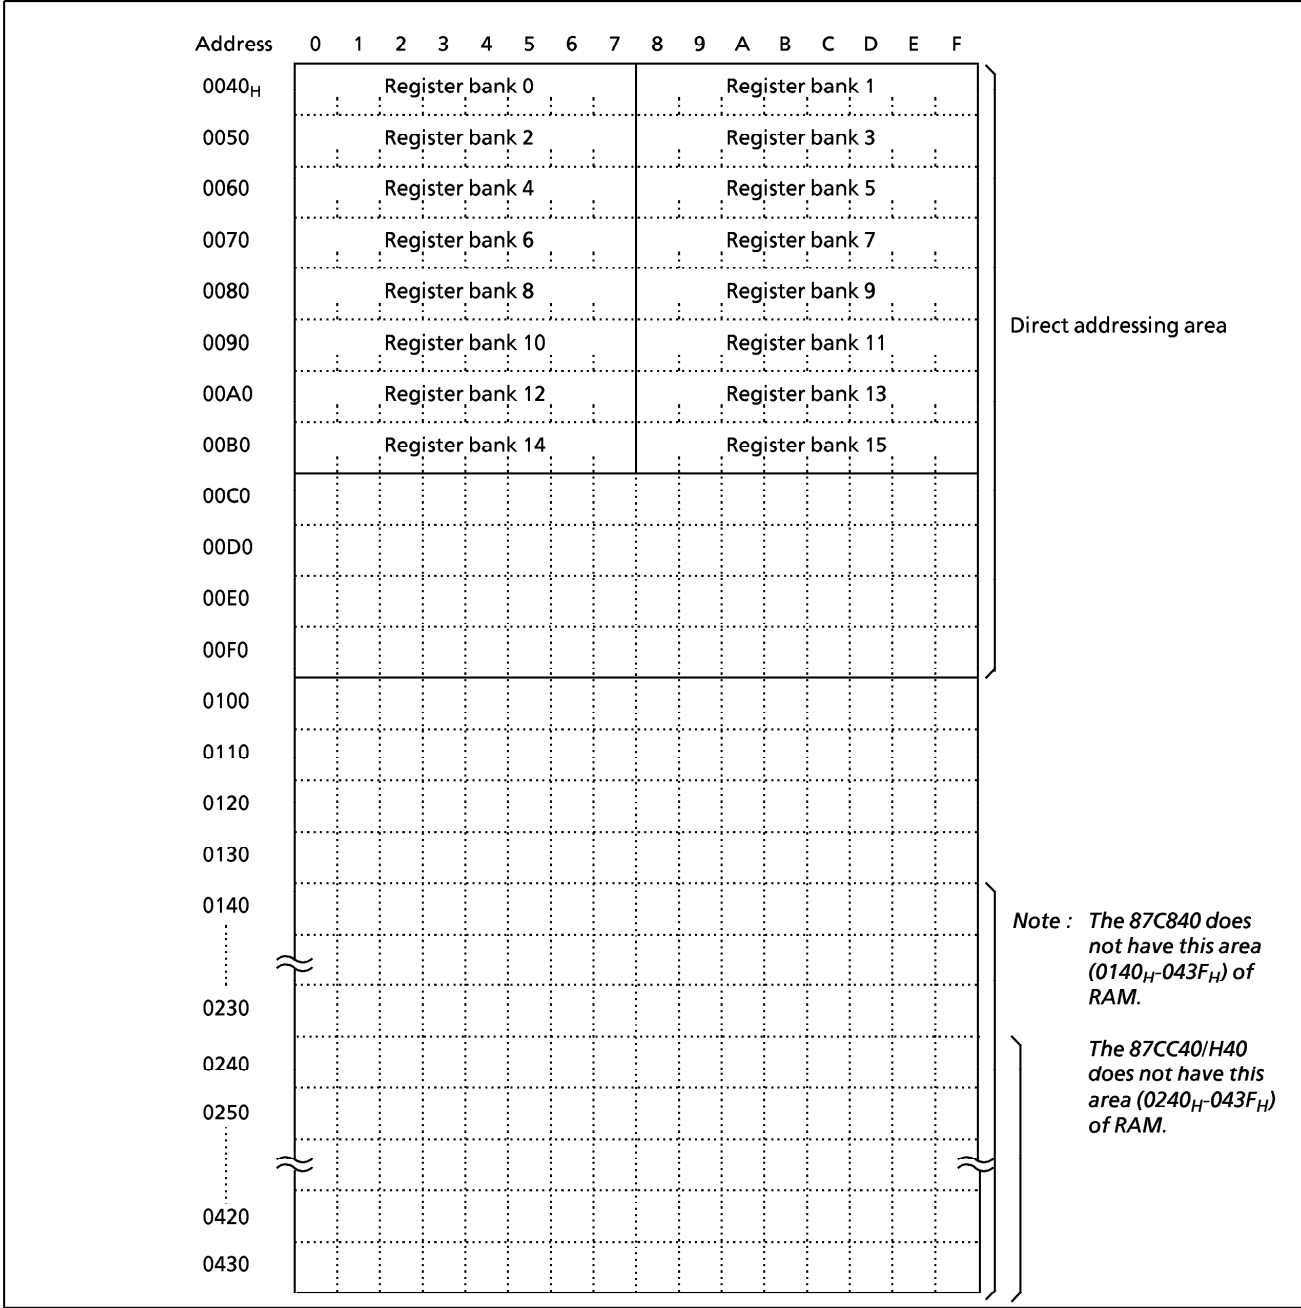 Address 0 1 2 3 4 5 6 7 8 9 A B C D E F
0040H Register bank 0 Register bank 1
0050 Register bank 2 Register bank 3
0060 Register bank 4 Register bank 5
0070 Register bank 6 Register bank 7
0080 Register bank 8 Register bank 9
Direct addressing area
0090 Register bank 10 Register bank 11
00A0 Register bank 12 Register bank 13
00B0 Register bank 14 Register bank 15
00C0
00D0
00E0
00F0
0100
0110
0120
0130
0140
0230
0240
0250
0420
0430
Note : The 87C840 does
not have this area
(0140H-043FH) of
RAM.
The 87CC40/H40
does not have this
area (0240H-043FH)
of RAM.